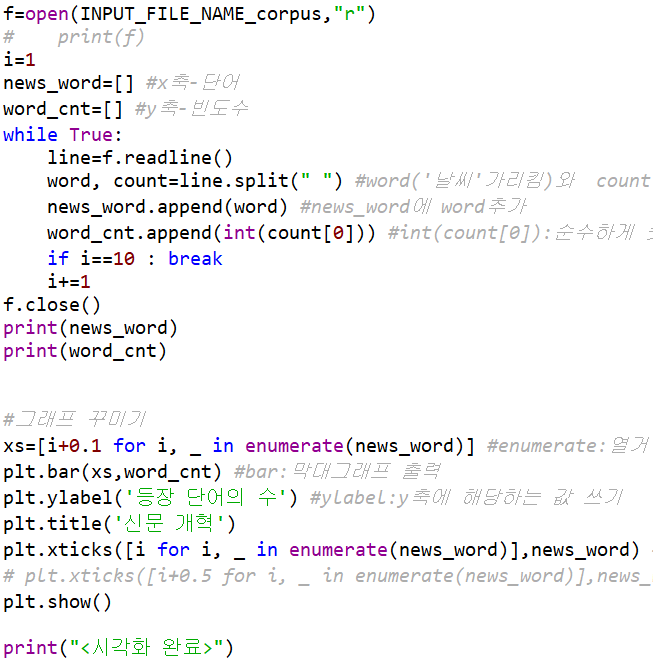 f=open(INPUT_FILE_NAME_corpus,"r")
#    print(f)
i=1
news_word=[] #x축-단어
word_cnt=[] #y축-빈도수
while True:
    line=f.readline()
    word, count=line.split(" ") #word('날씨'가리킴)와  count
    news_word.append(word) #news_word에 word추가
    word_cnt.append(int(count[0])) #int(count[0]):순수하게
    if i==10 : break
    i+=1
f.close()
print(news_word)
print(word_cnt)
#그래프 꾸미기
xs=[i+0.1 for i, _ in enumerate(news_word)] #enumerate:열거
plt.bar(xs,word_cnt) #bar:막대그래프 출력
plt.ylabel('등장 단어의 수') #ylabel:y축에 해당하는 값 쓰기
plt.title('신문 개혁')
plt.xticks([i for i, _ in enumerate(news_word)],news_word)
# plt.xticks([i+0.5 for i, _ in enumerate(news_word)],news_
plt.show()
print("<시각화 완료>")